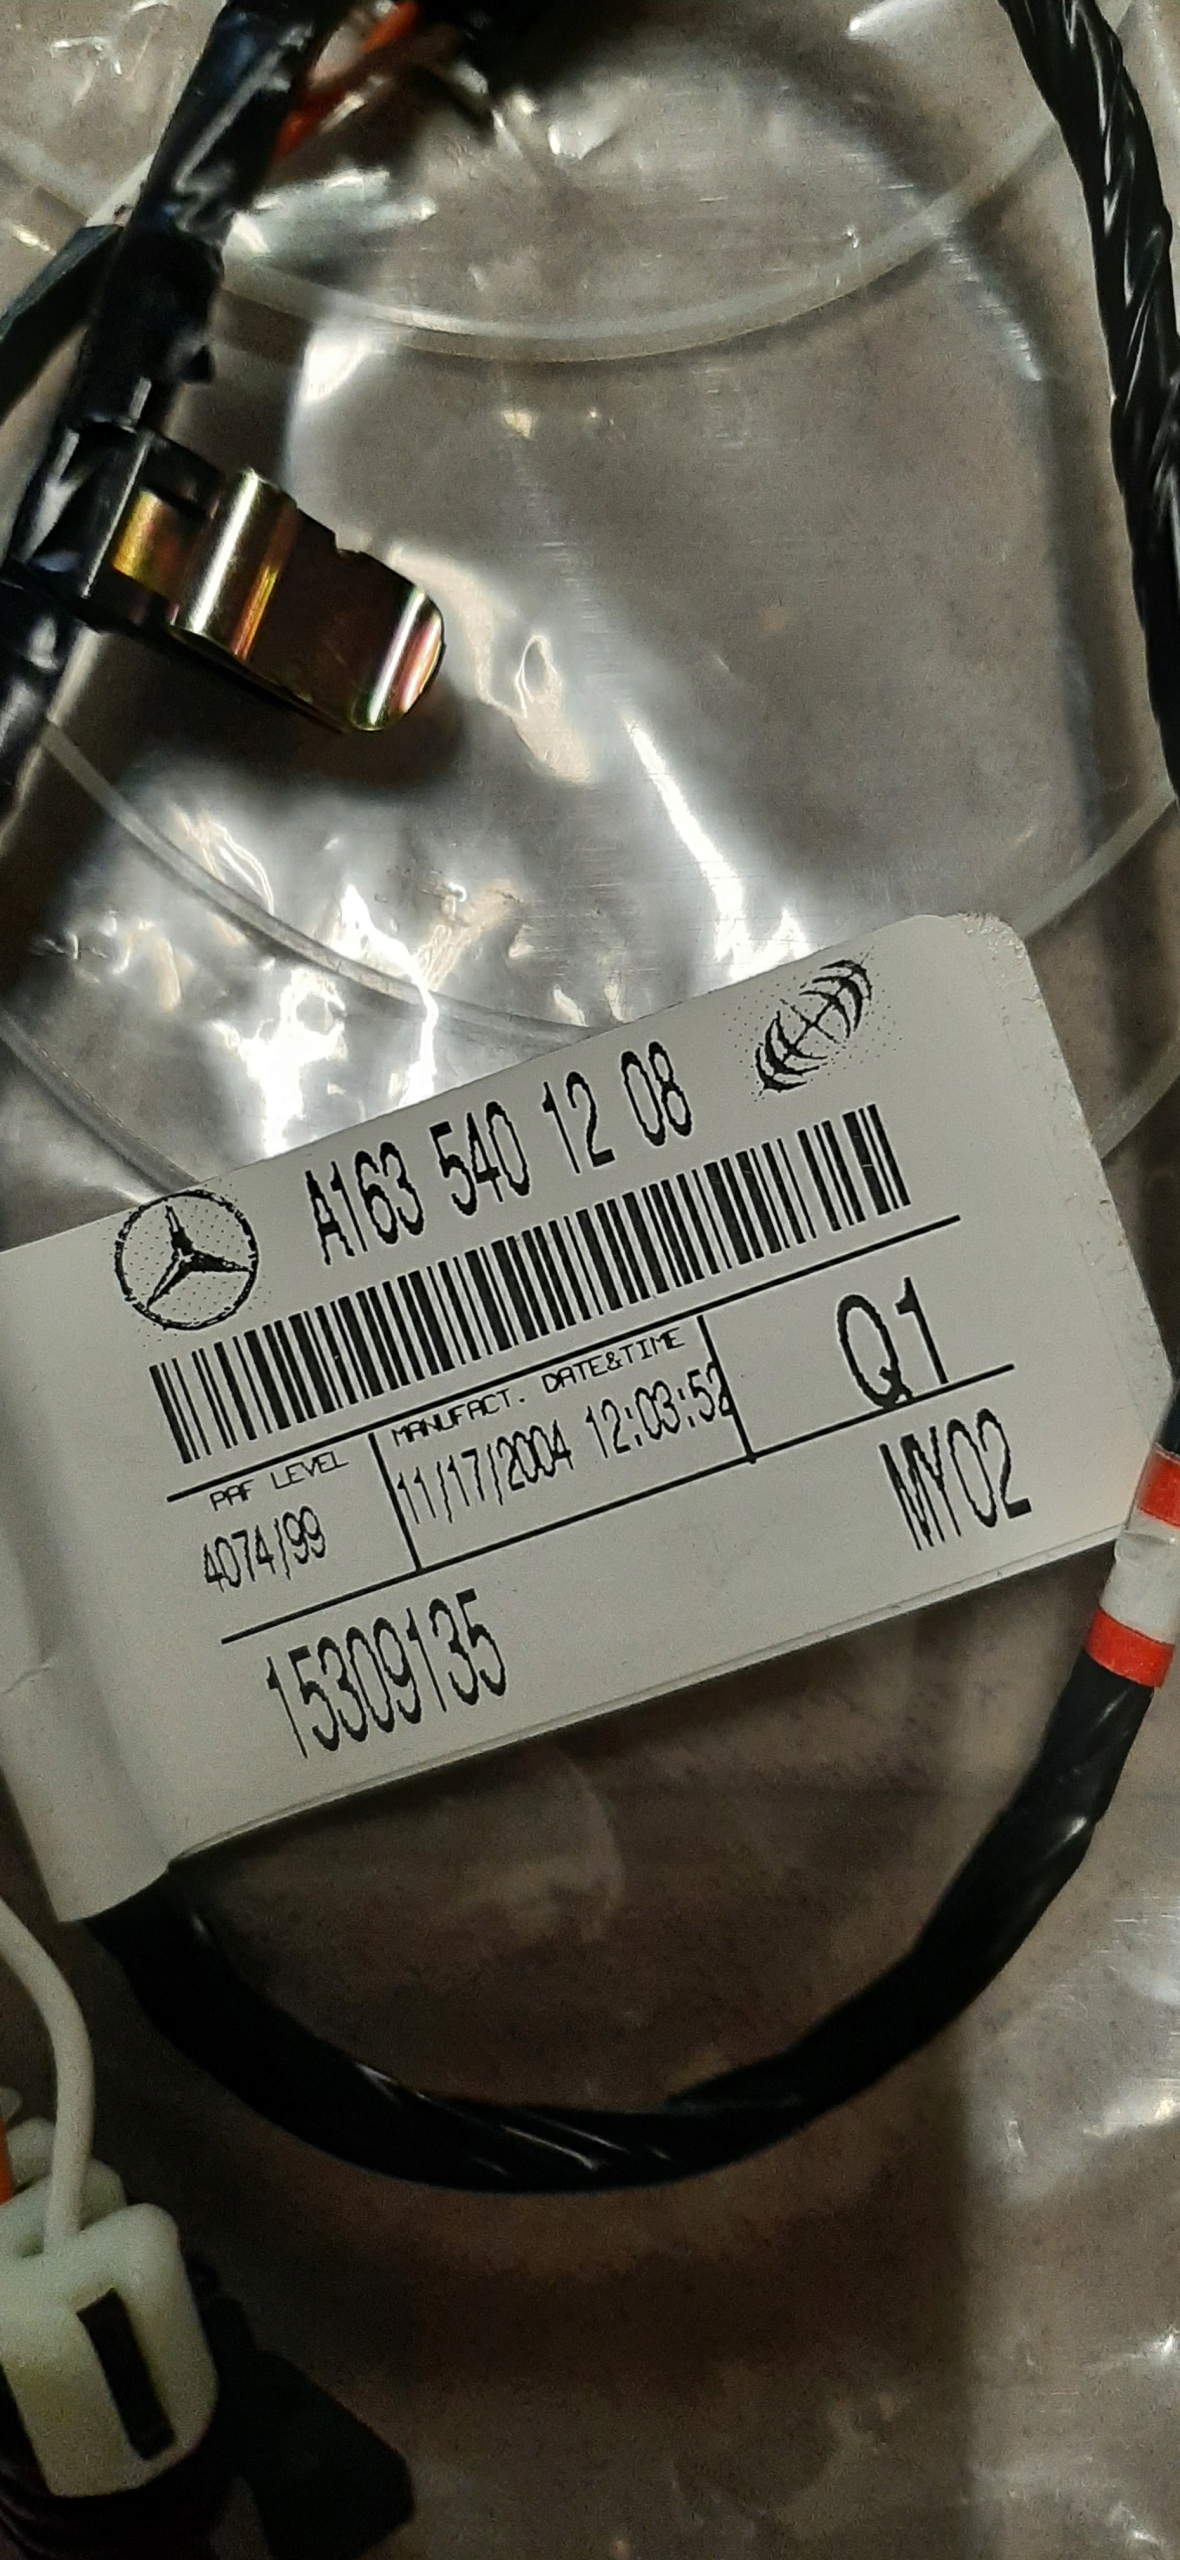 A163 540 12 08
PAF LEVEL
4074/99
MANUFACT. DATE&TIME
11/17/2004 12:03:52
Q1
15309135
MY02